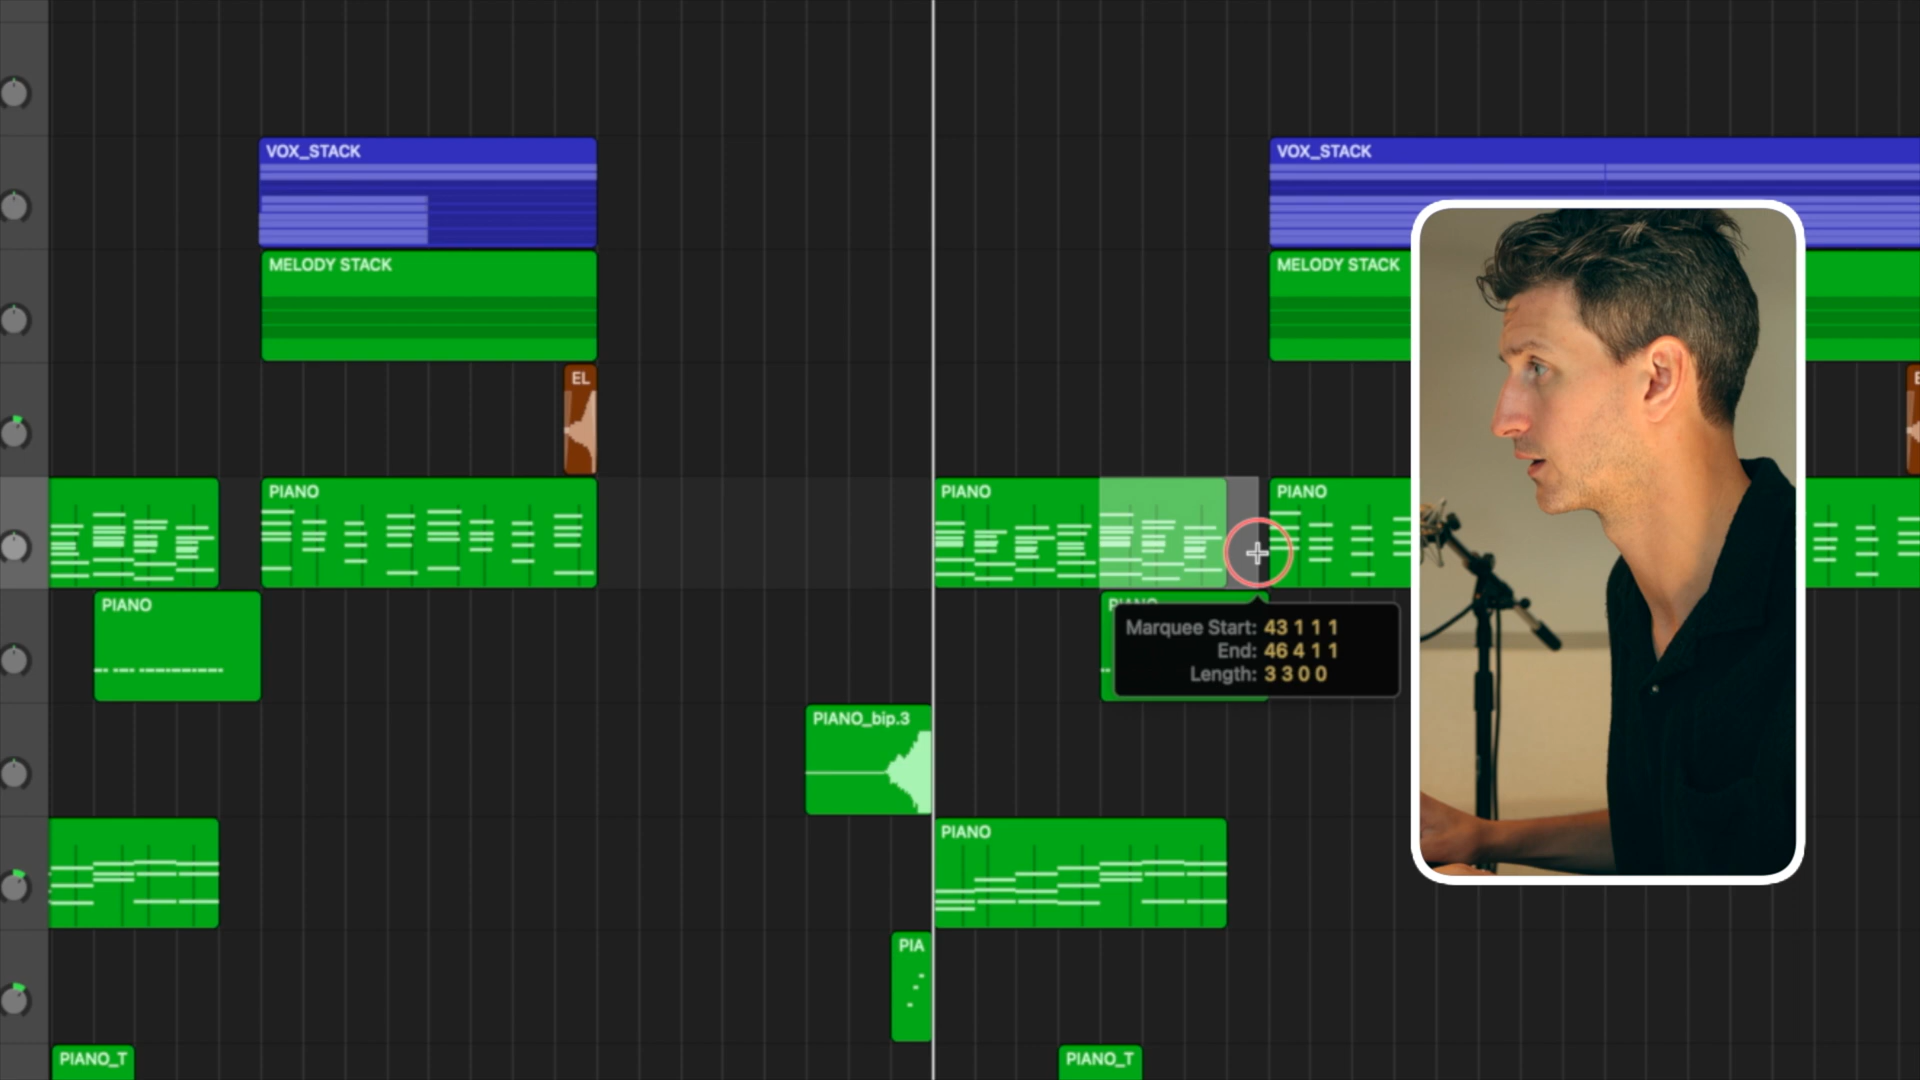 VOX_STACK
VOX_STACK
MELODY STACK
MELODY STACK
EL
PIANO
PIANO
PIANO
PIANO
PIANO
Marquee Start: 43 1 1 1
End: 46 4 1 1
Length: 3 3 0 0
PIANO_bip.3
PIANO
PIA
PIANO_T
PIANO_T